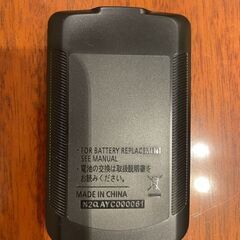 ・FOR BATTERY REPLACEMENT
SEE MANUAL
・電池の交換は取扱説明書を
お読みください
MADE IN CHINA
N2QAYC000061